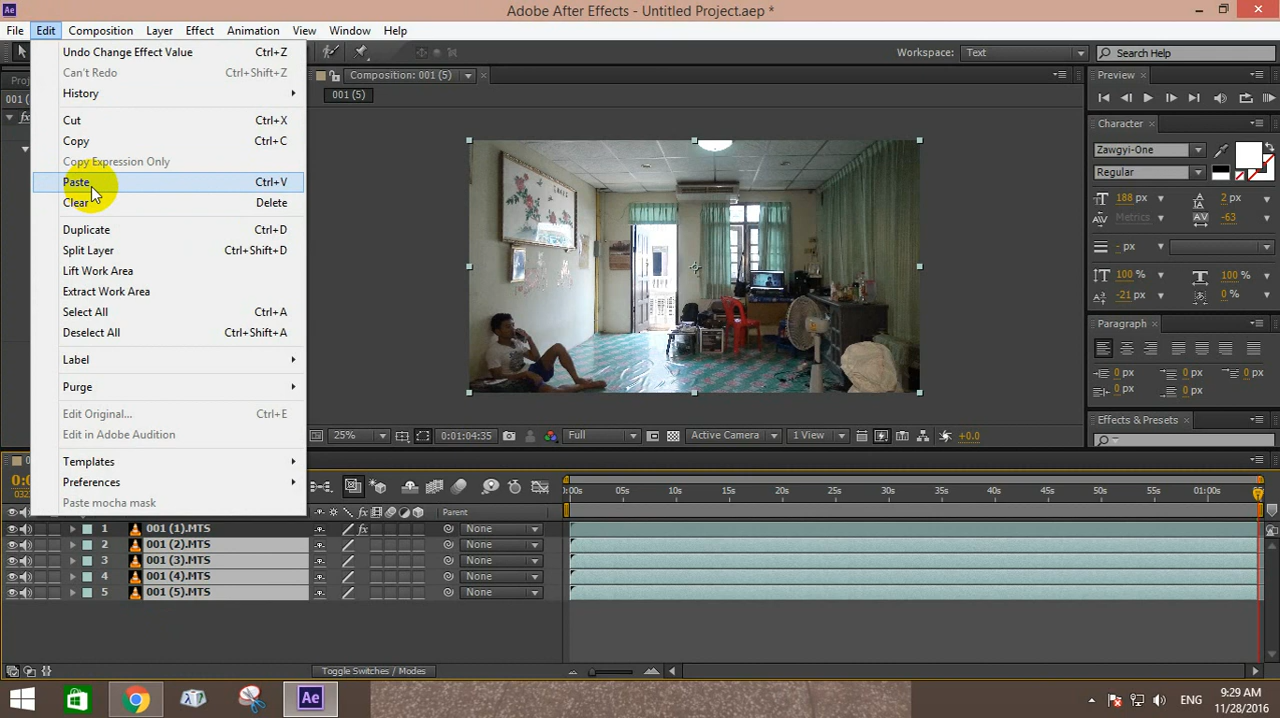 Ae Adobe After Effects - Untitled Project.aep *
File Edit Composition Layer Effect Animation View Window Help
Workspace: Text Search Help
Undo Change Effect Value Ctrl+Z
Can't Redo Ctrl+Shift+Z
History
Cut Ctrl+X
Copy Ctrl+C
Copy Expression Only
Paste Ctrl+V
Clear Delete
Duplicate Ctrl+D
Split Layer Ctrl+Shift+D
Lift Work Area
Extract Work Area
Select All Ctrl+A
Deselect All Ctrl+Shift+A
Label
Purge
Edit Original... Ctrl+E
Edit in Adobe Audition
Templates
Preferences
Paste mocha mask
Composition: 001 (5)
001 (5)
25% 0:01:04:35 Full Active Camera 1 View +0.0
Preview
Character
Zawgyi-One
Regular
188 px 2 px
Metrics -63
- px
100 % 100 %
-21 px 0 %
Paragraph
0 px 0 px 0 px
0 px 0 px
Effects & Presets
:00s 05s 10s 15s 20s 25s 30s 35s 40s 45s 50s 55s 01:00s
Parent
1 001 (1).MTS None
2 001 (2).MTS None
3 001 (3).MTS None
4 001 (4).MTS None
5 001 (5).MTS None
Toggle Switches / Modes
Ae
ENG
9:29 AM
11/28/2016